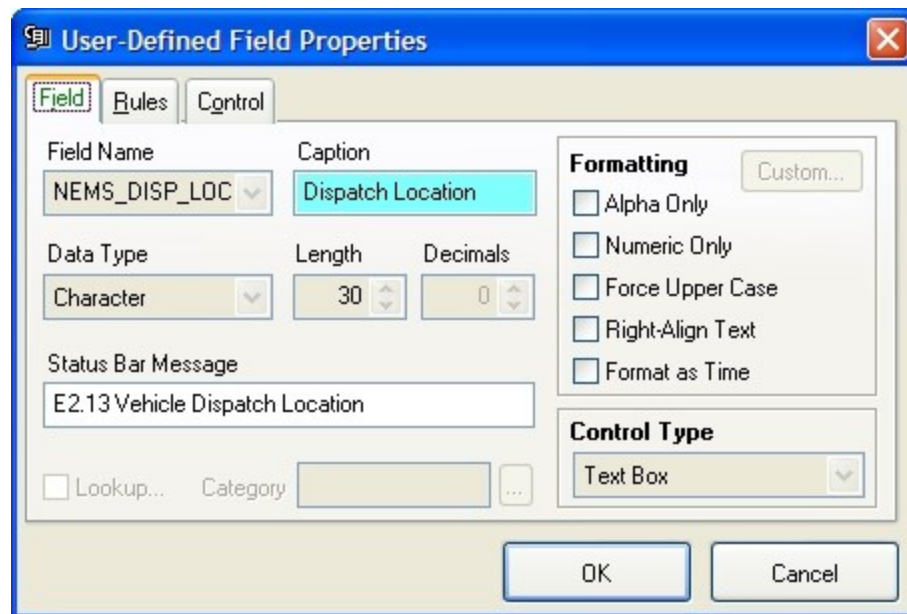 User-Defined Field Properties
Field Rules Control
Field Name Caption
NEMS_DISP_LOC Dispatch Location
Data Type Length Decimals
Character 30 0
Status Bar Message
E2.13 Vehicle Dispatch Location
Lookup... Category ...
Formatting Custom...
Alpha Only
Numeric Only
Force Upper Case
Right-Align Text
Format as Time
Control Type
Text Box
OK Cancel